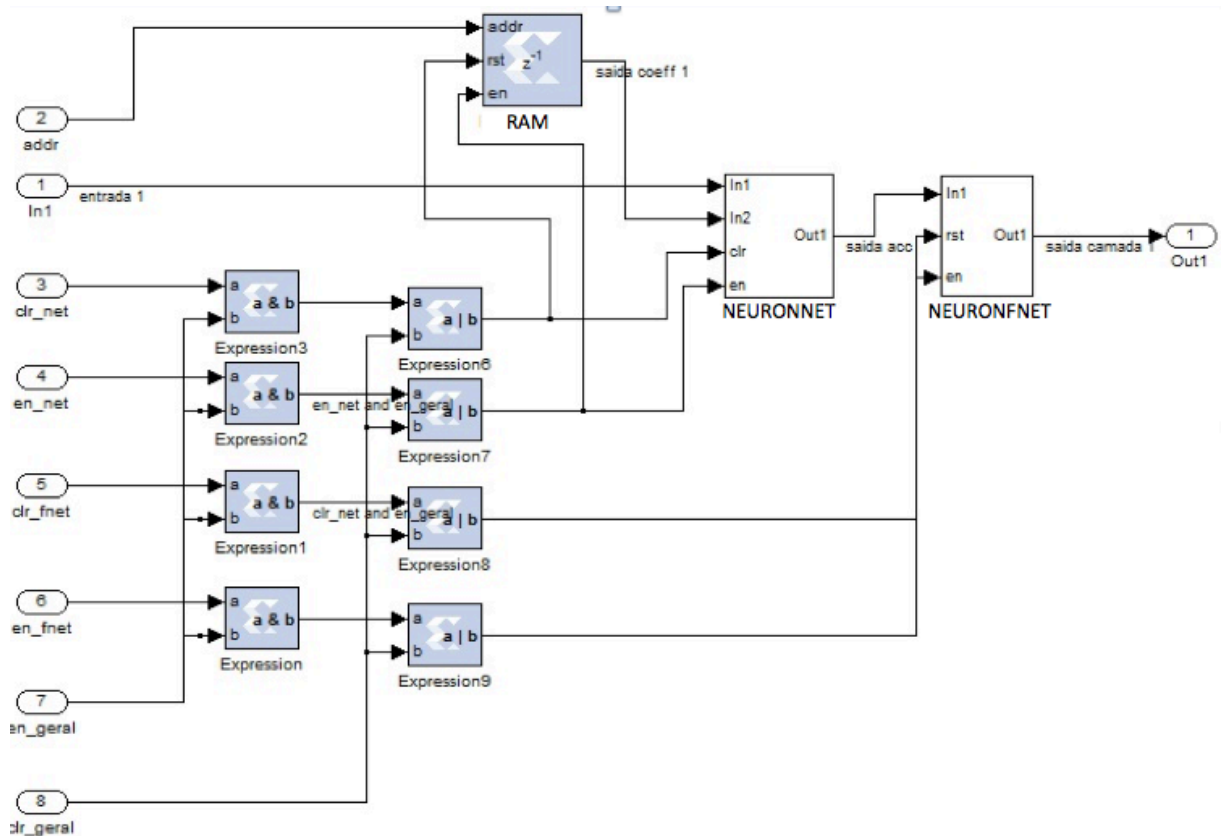 addr
rst
en
z⁻¹
RAM
saida coeff 1
2
addr
1
In1
entrada 1
In1
In2
clr
en
Out1
NEURONNET
saida acc
In1
rst
en
Out1
NEURONFNET
saida camada 1
1
Out1
3
clr_net
a
b
a & b
Expression3
a
b
a | b
Expression6
4
en_net
a
b
a & b
Expression2
en_net and en_geral
a
b
a | b
Expression7
5
clr_fnet
a
b
a & b
Expression1
clr_net and en_geral
a
b
a | b
Expression8
6
en_fnet
a
b
a & b
Expression
a
b
a | b
Expression9
7
en_geral
8
clr_geral